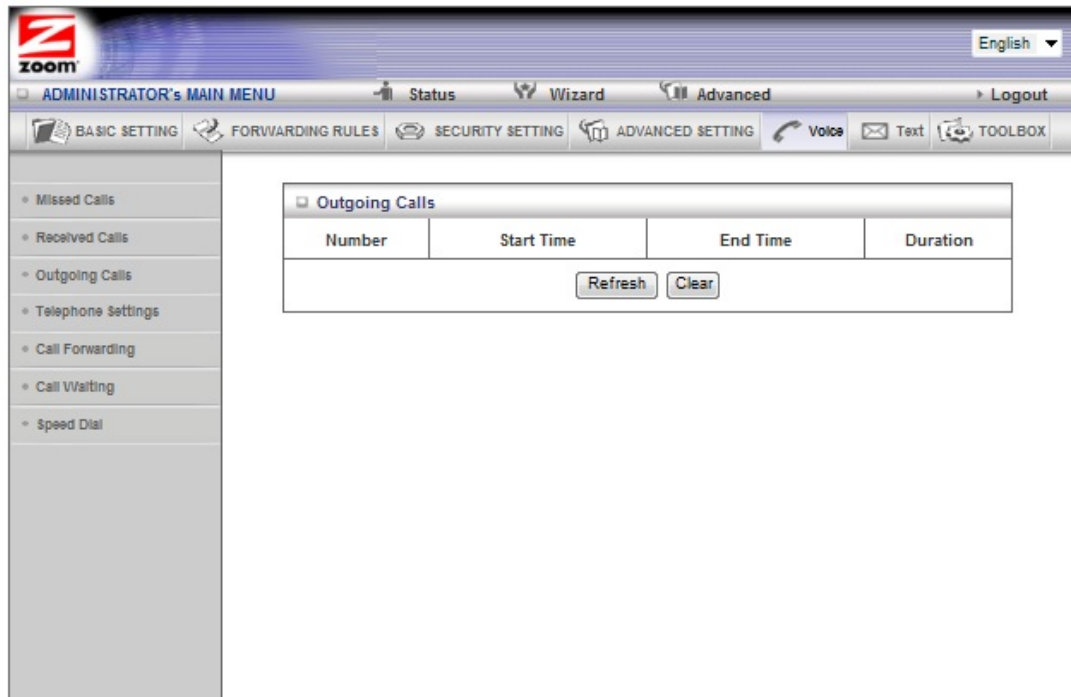 zoom
English
ADMINISTRATOR's MAIN MENU Status Wizard Advanced Logout
BASIC SETTING FORWARDING RULES SECURITY SETTING ADVANCED SETTING Voice Text TOOLBOX
Missed Calls
Received Calls
Outgoing Calls
Telephone Settings
Call Forwarding
Call Waiting
Speed Dial
Outgoing Calls
Number Start Time End Time Duration
Refresh Clear